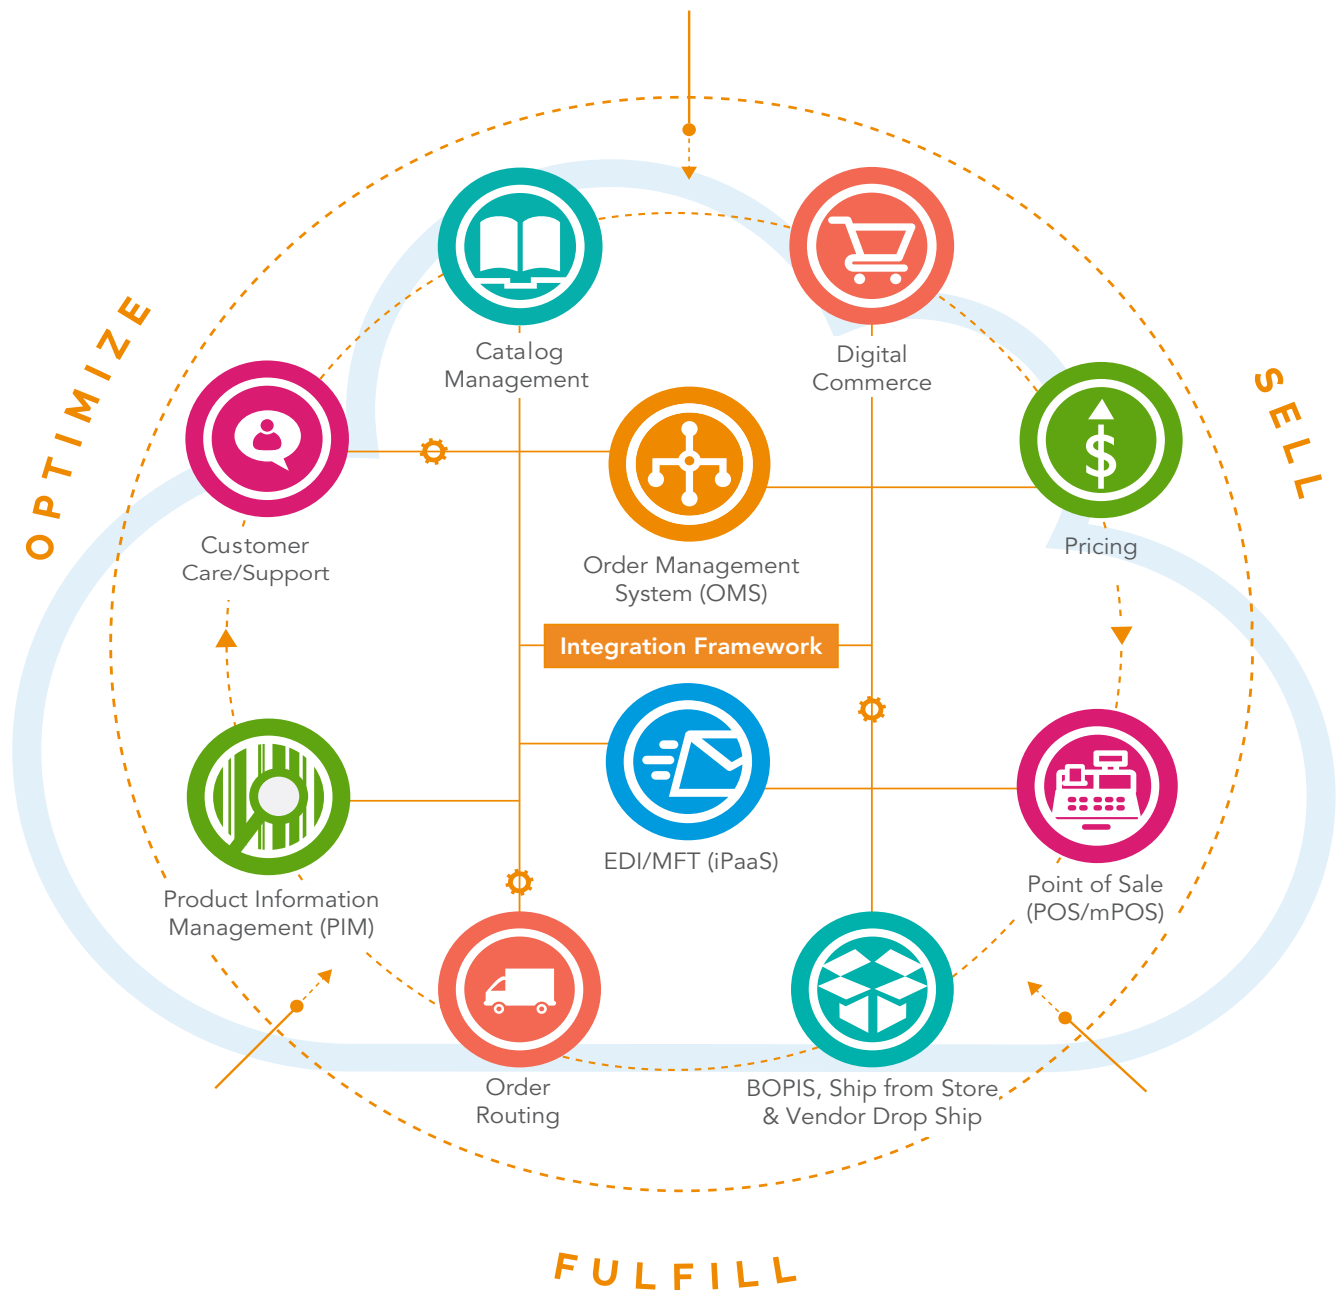 OPTIMIZE
SELL
Catalog
Management
Digital
Commerce
Customer
Care/Support
$
Pricing
Order Management
System (OMS)
Integration Framework
EDI/MFT (iPaaS)
Product Information
Management (PIM)
Point of Sale
(POS/mPOS)
Order
Routing
BOPIS, Ship from Store
& Vendor Drop Ship
FULFILL